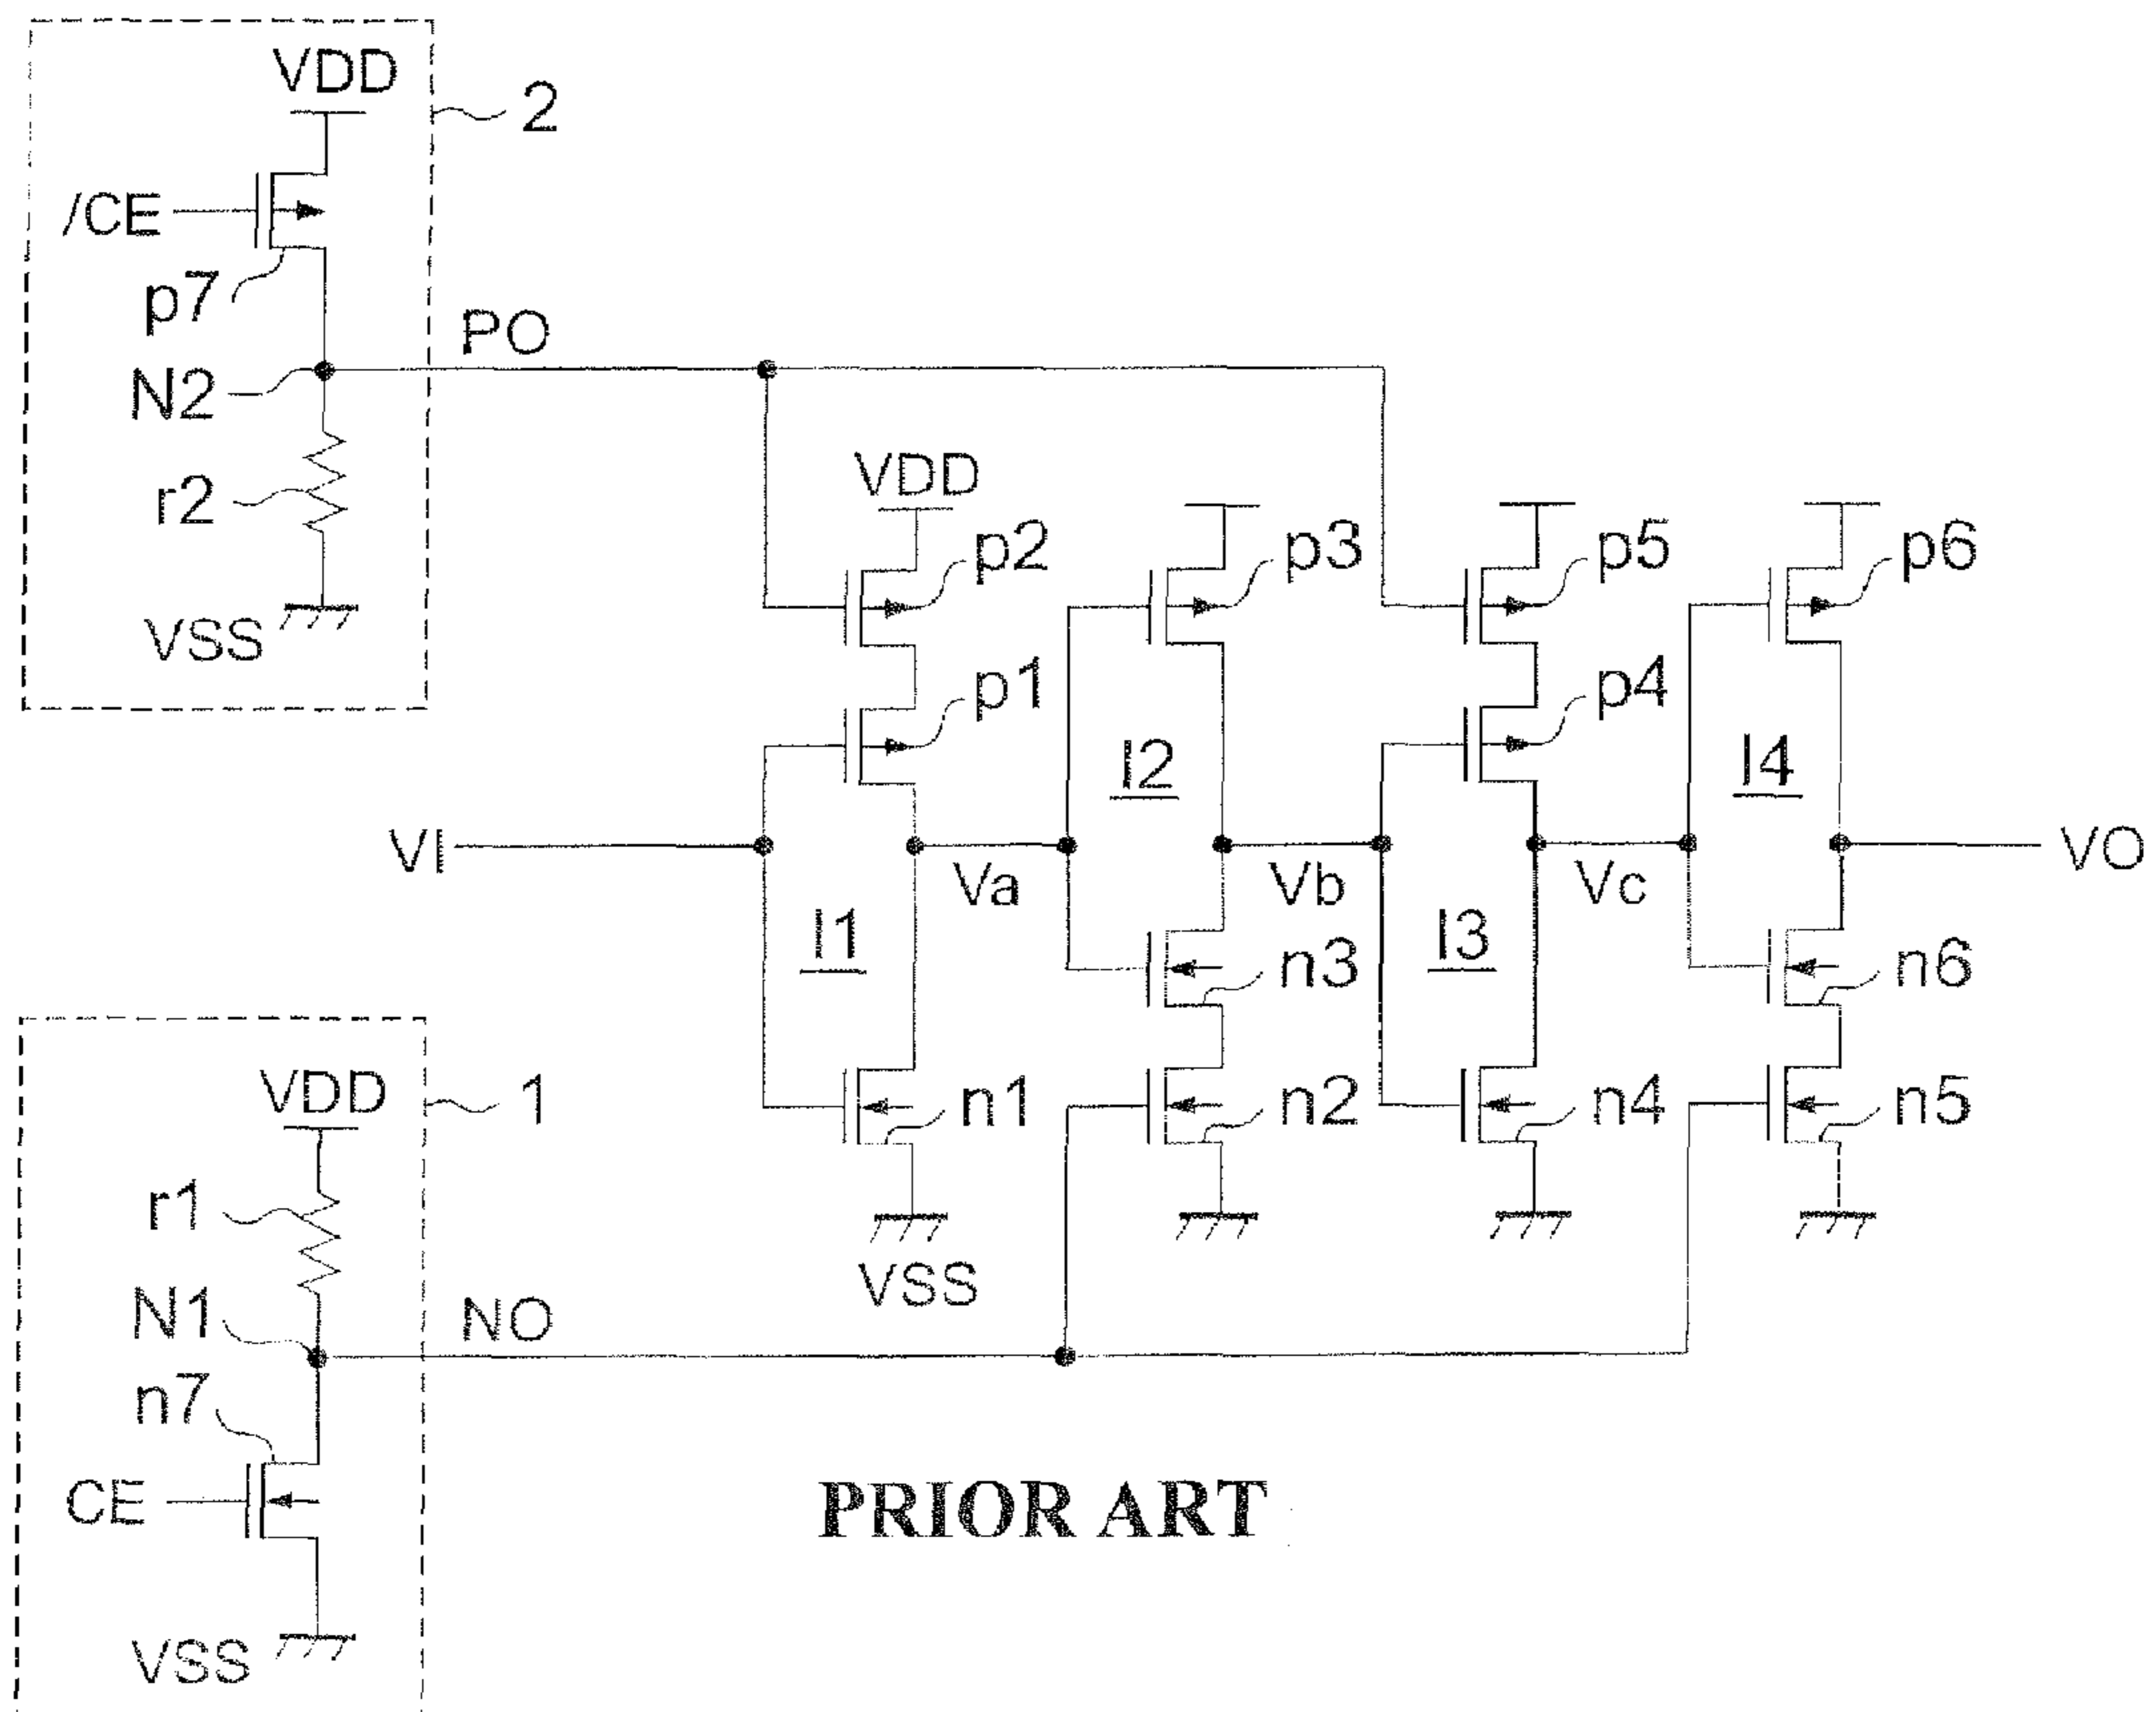 VDD
2
/CE
p7
PO
N2
r2
VSS
VDD
p2
p3
p5
p6
p1
p4
I2
I4
VI
Va
Vb
Vc
VO
I1
I3
n3
n6
VDD
1
n1
n2
n4
n5
r1
VSS
N1
NO
n7
CE
PRIOR ART
VSS